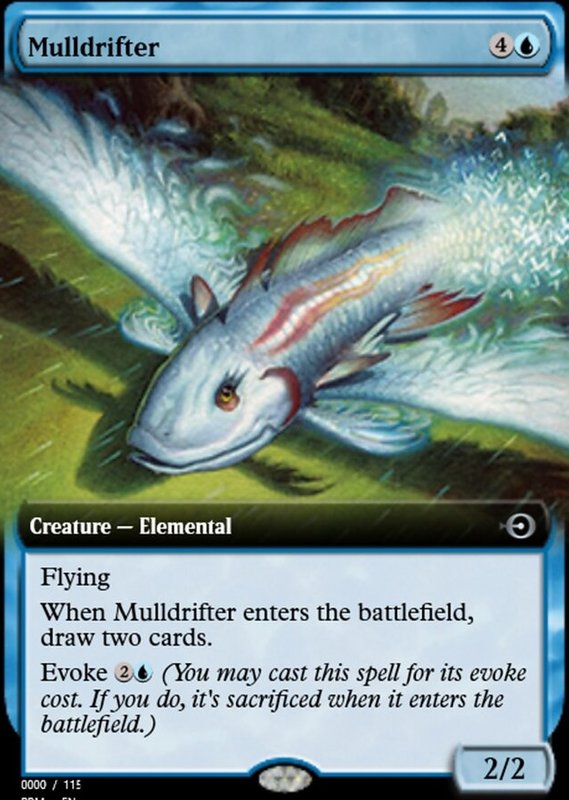 Mulldrifter 4
Creature — Elemental
Flying
When Mulldrifter enters the battlefield,
draw two cards.
Evoke 2 (You may cast this spell for its evoke
cost. If you do, it's sacrificed when it enters the
battlefield.)
2/2
0000 / 115